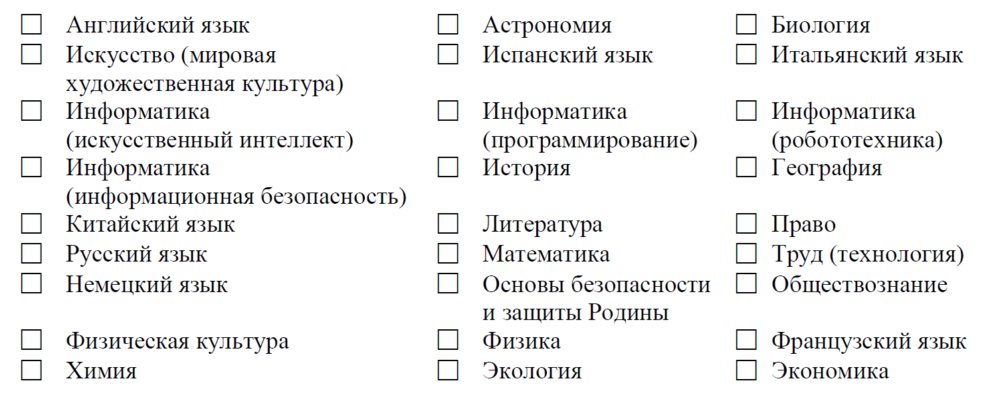 ☐ Английский язык ☐ Астрономия ☐ Биология
☐ Искусство (мировая ☐ Испанский язык ☐ Итальянский язык
художественная культура)
☐ Информатика ☐ Информатика ☐ Информатика
(искусственный интеллект) (программирование) (робототехника)
☐ Информатика ☐ История ☐ География
(информационная безопасность)
☐ Китайский язык ☐ Литература ☐ Право
☐ Русский язык ☐ Математика ☐ Труд (технология)
☐ Немецкий язык ☐ Основы безопасности ☐ Обществознание
и защиты Родины
☐ Физическая культура ☐ Физика ☐ Французский язык
☐ Химия ☐ Экология ☐ Экономика